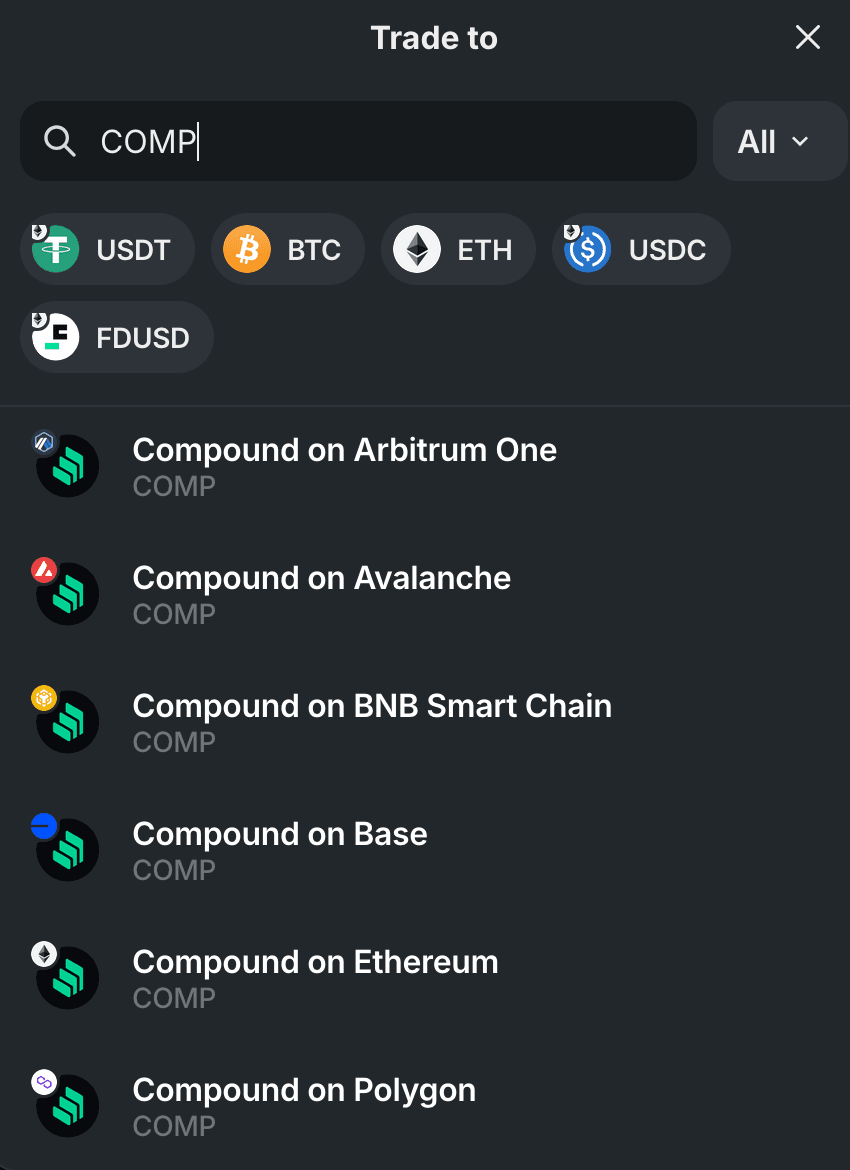 Trade to
COMP
All
USDT
BTC
ETH
USDC
FDUSD
Compound on Arbitrum One
COMP
Compound on Avalanche
COMP
Compound on BNB Smart Chain
COMP
Compound on Base
COMP
Compound on Ethereum
COMP
Compound on Polygon
COMP